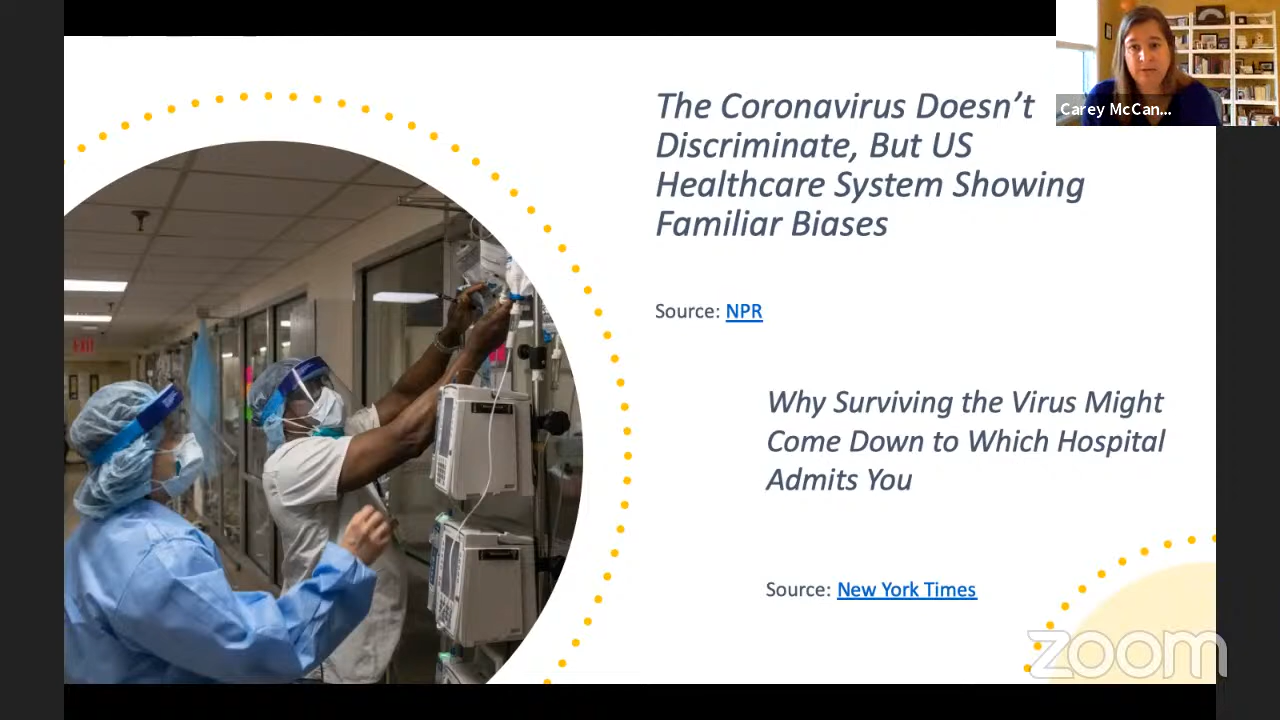 The Coronavirus Doesn’t
Discriminate, But US
Healthcare System Showing
Familiar Biases
Source: NPR
Why Surviving the Virus Might
Come Down to Which Hospital
Admits You
Source: New York Times
Carey McCan...
EXIT
zoom